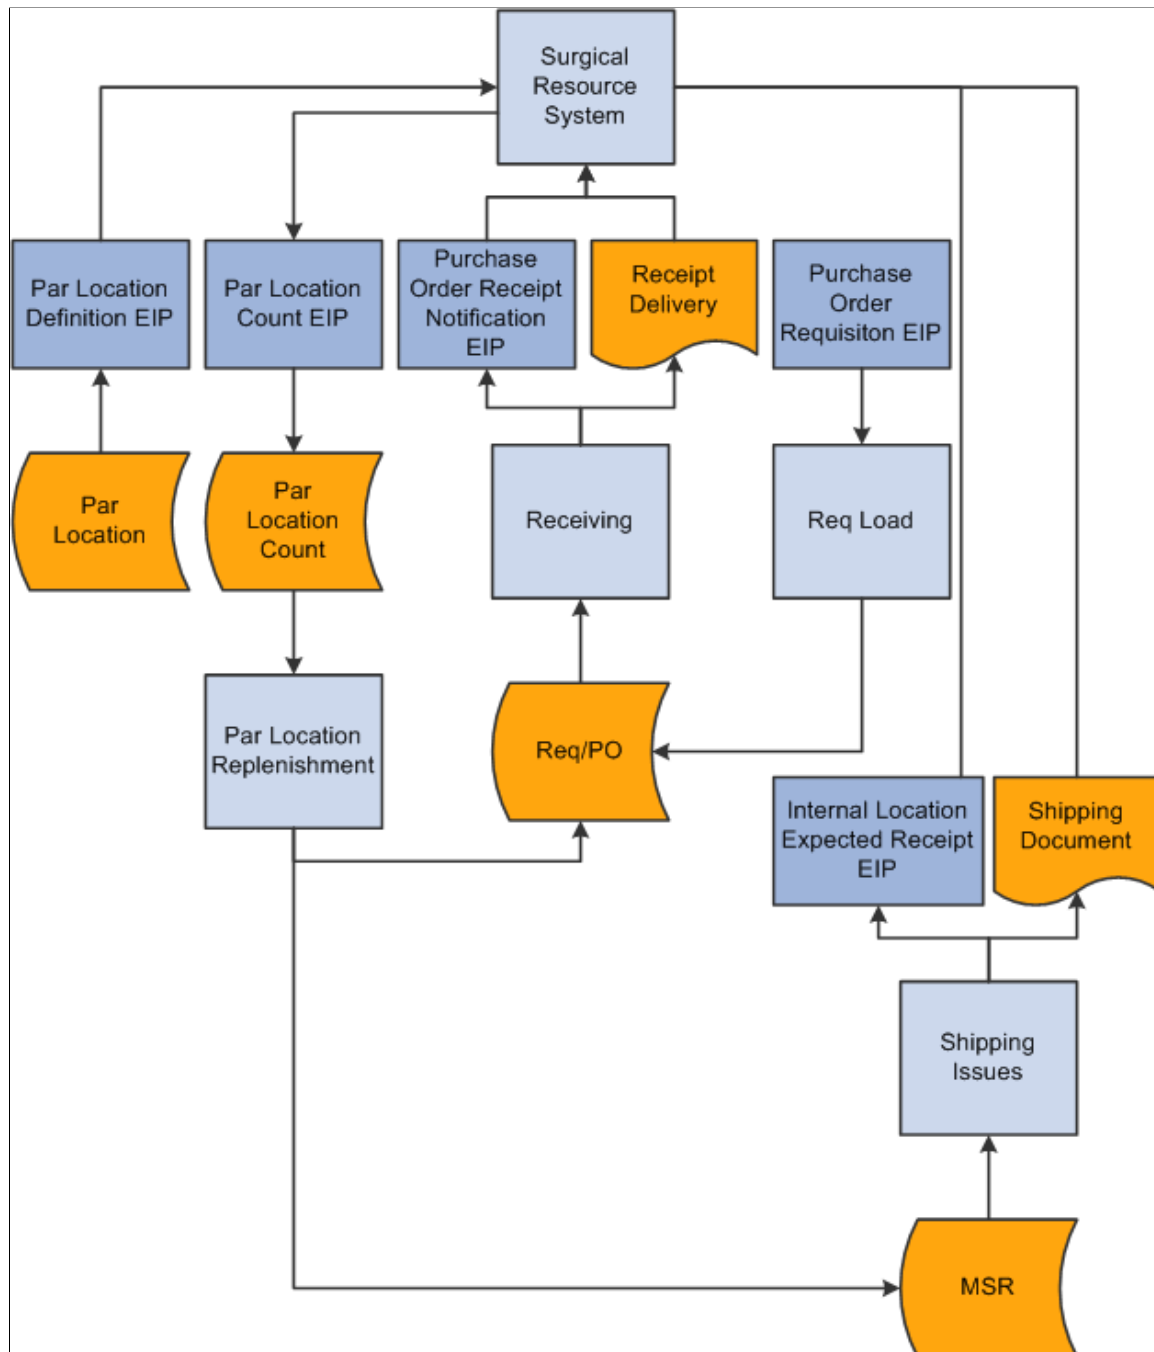 Surgical
Resource
System
Par Location
Definition EIP
Par Location
Count EIP
Purchase
Order Receipt
Notification
EIP
Receipt
Delivery
Purchase
Order
Requisiton EIP
Par
Location
Par
Location
Count
Receiving
Req Load
Par Location
Replenishment
Req/PO
Internal Location
Expected Receipt
EIP
Shipping
Document
Shipping
Issues
MSR